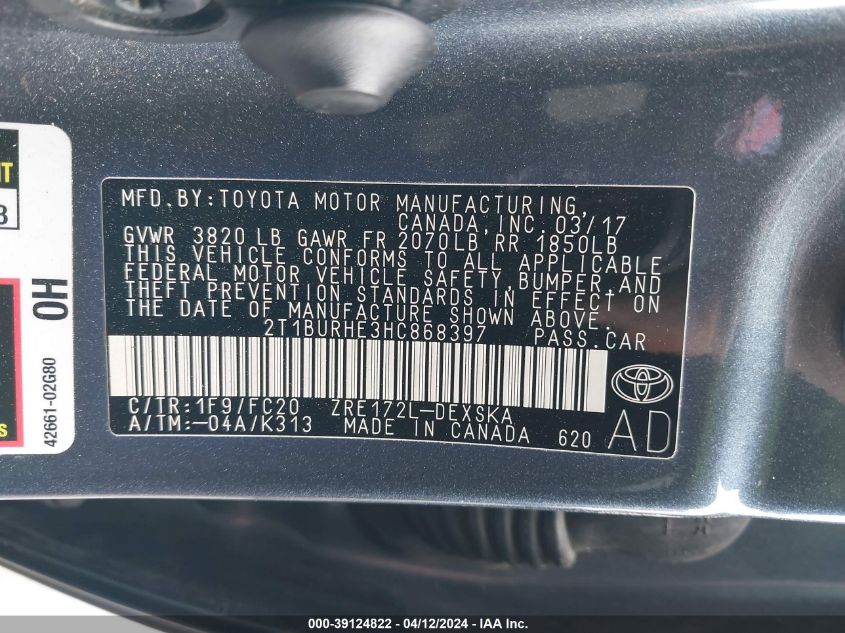 MFD.BY:TOYOTA MOTOR MANUFACTURING,
CANADA,INC. 03/17
GVWR 3820 LB GAWR FR 2070LB RR 1850LB
THIS VEHICLE CONFORMS TO ALL APPLICABLE
FEDERAL MOTOR VEHICLE SAFETY,BUMPER,AND
THEFT PREVENTION STANDARDS IN EFFECT ON
THE DATE OF MANUFACTURE SHOWN ABOVE.
2T1BURHE3HC868397 PASS.CAR
C/TR:1F9/FC20 ZRE172L-DEXSKA
A/TM:-04A/K313 MADE IN CANADA 620
AD
OH
42661-02G80
000-39124822 - 04/12/2024 - IAA Inc.